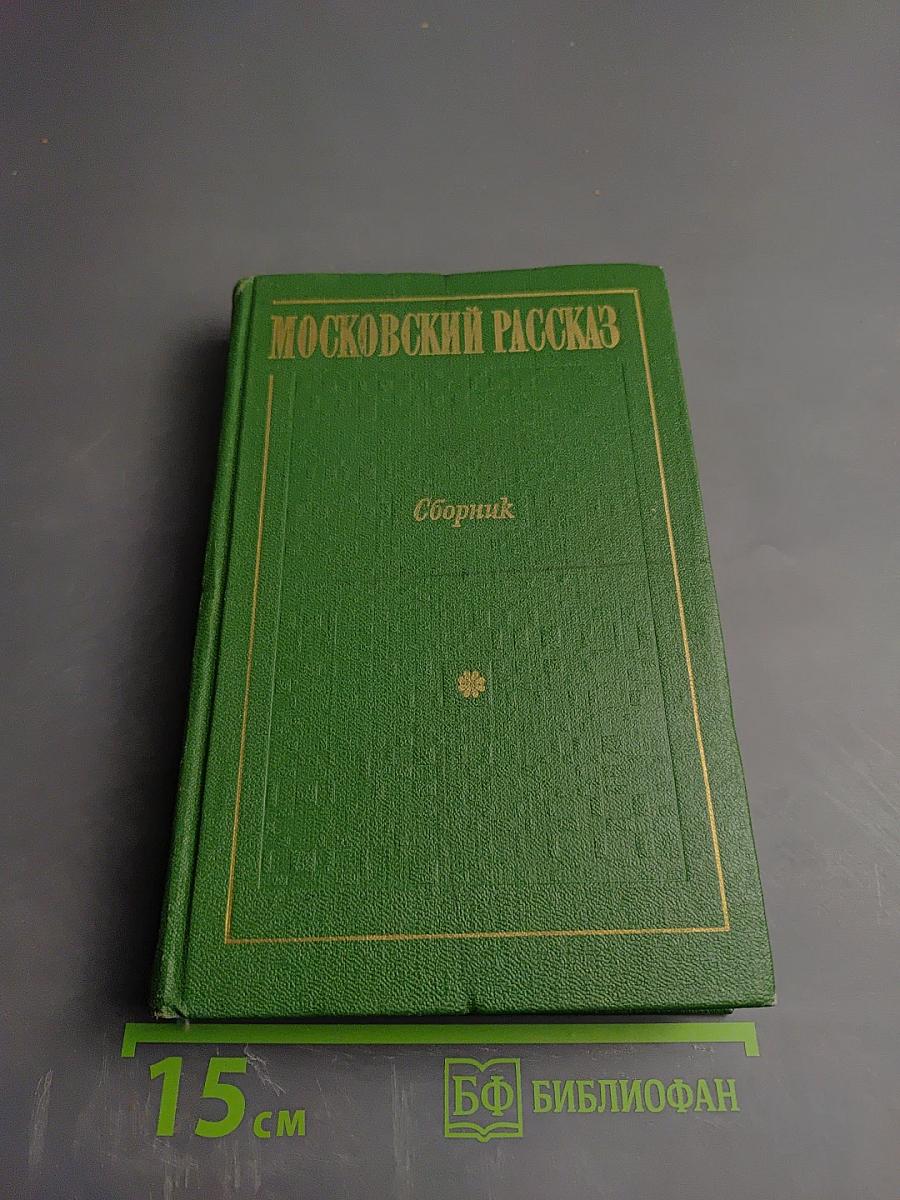 МОСКОВСКИЙ РАССКАЗ
Сборник
15 см
БФ БИБЛИОФАН